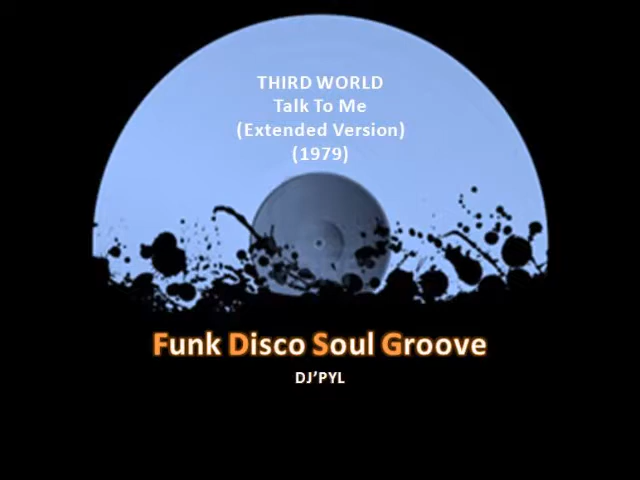 THIRD WORLD
Talk To Me
(Extended Version)
(1979)
Funk Disco Soul Groove
DJ’PYL